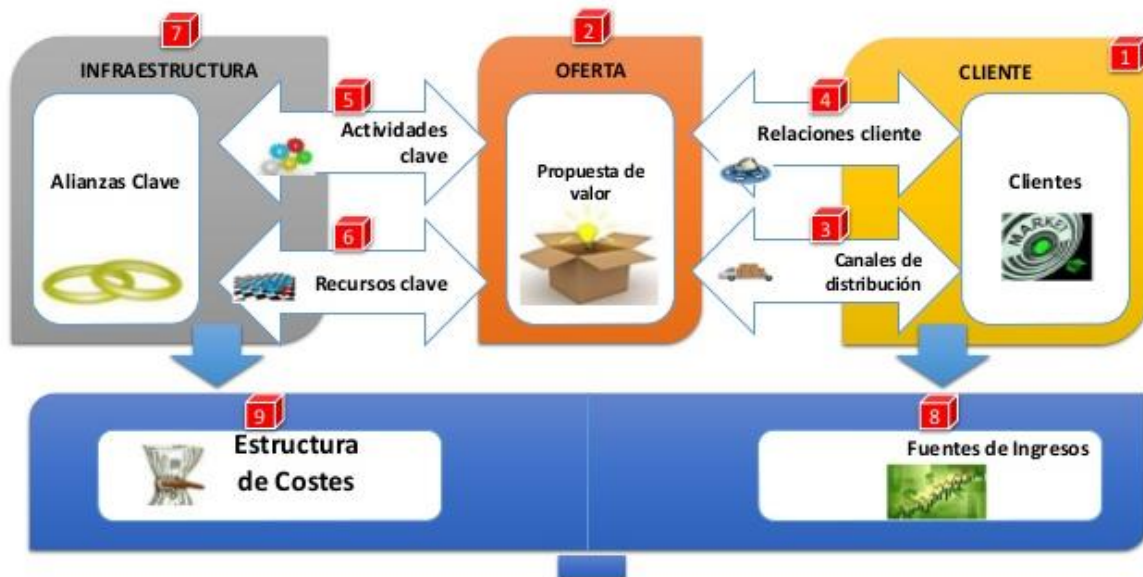 7
2
1
INFRAESTRUCTURA
OFERTA
CLIENTE
5
Actividades
clave
4
Relaciones cliente
Alianzas Clave
Propuesta de
valor
Clientes
MARKET
6
Recursos clave
3
Canales de
distribución
9
Estructura
de Costes
8
Fuentes de Ingresos